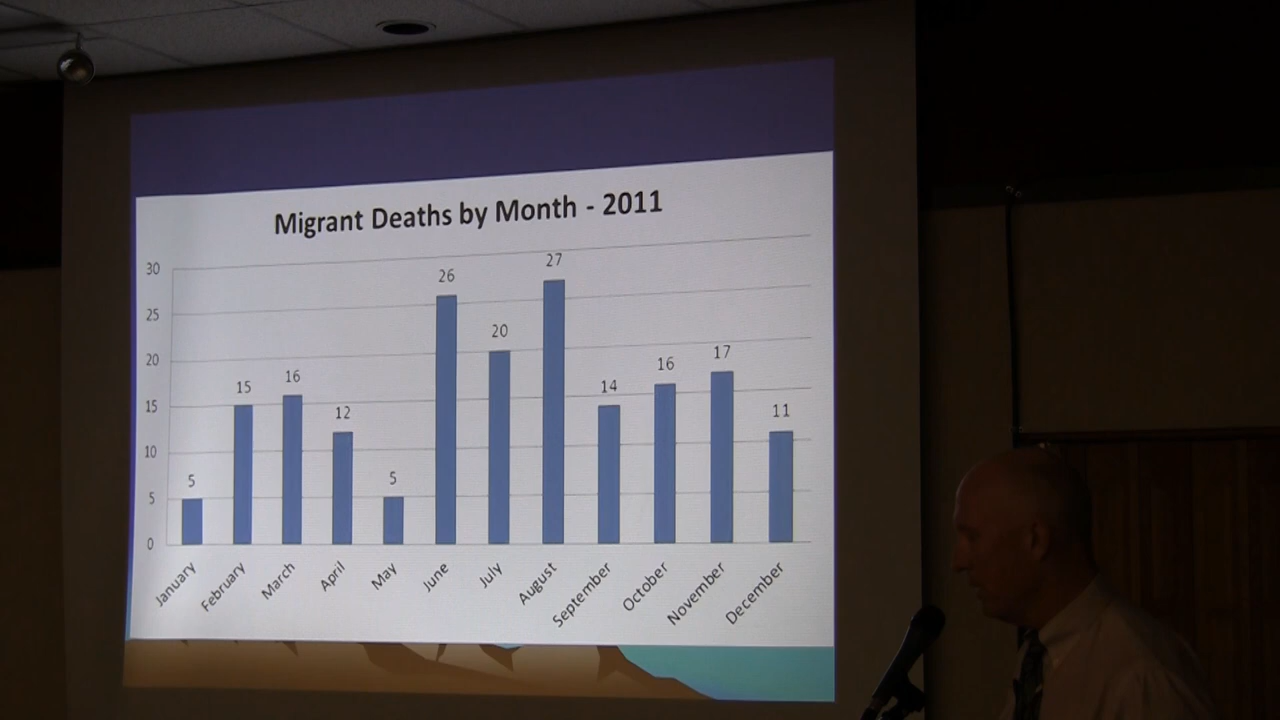 Migrant Deaths by Month - 2011
30
25
20
15
10
5
0
5
15
16
12
5
26
20
27
14
16
17
11
January
February
March
April
May
June
July
August
September
October
November
December